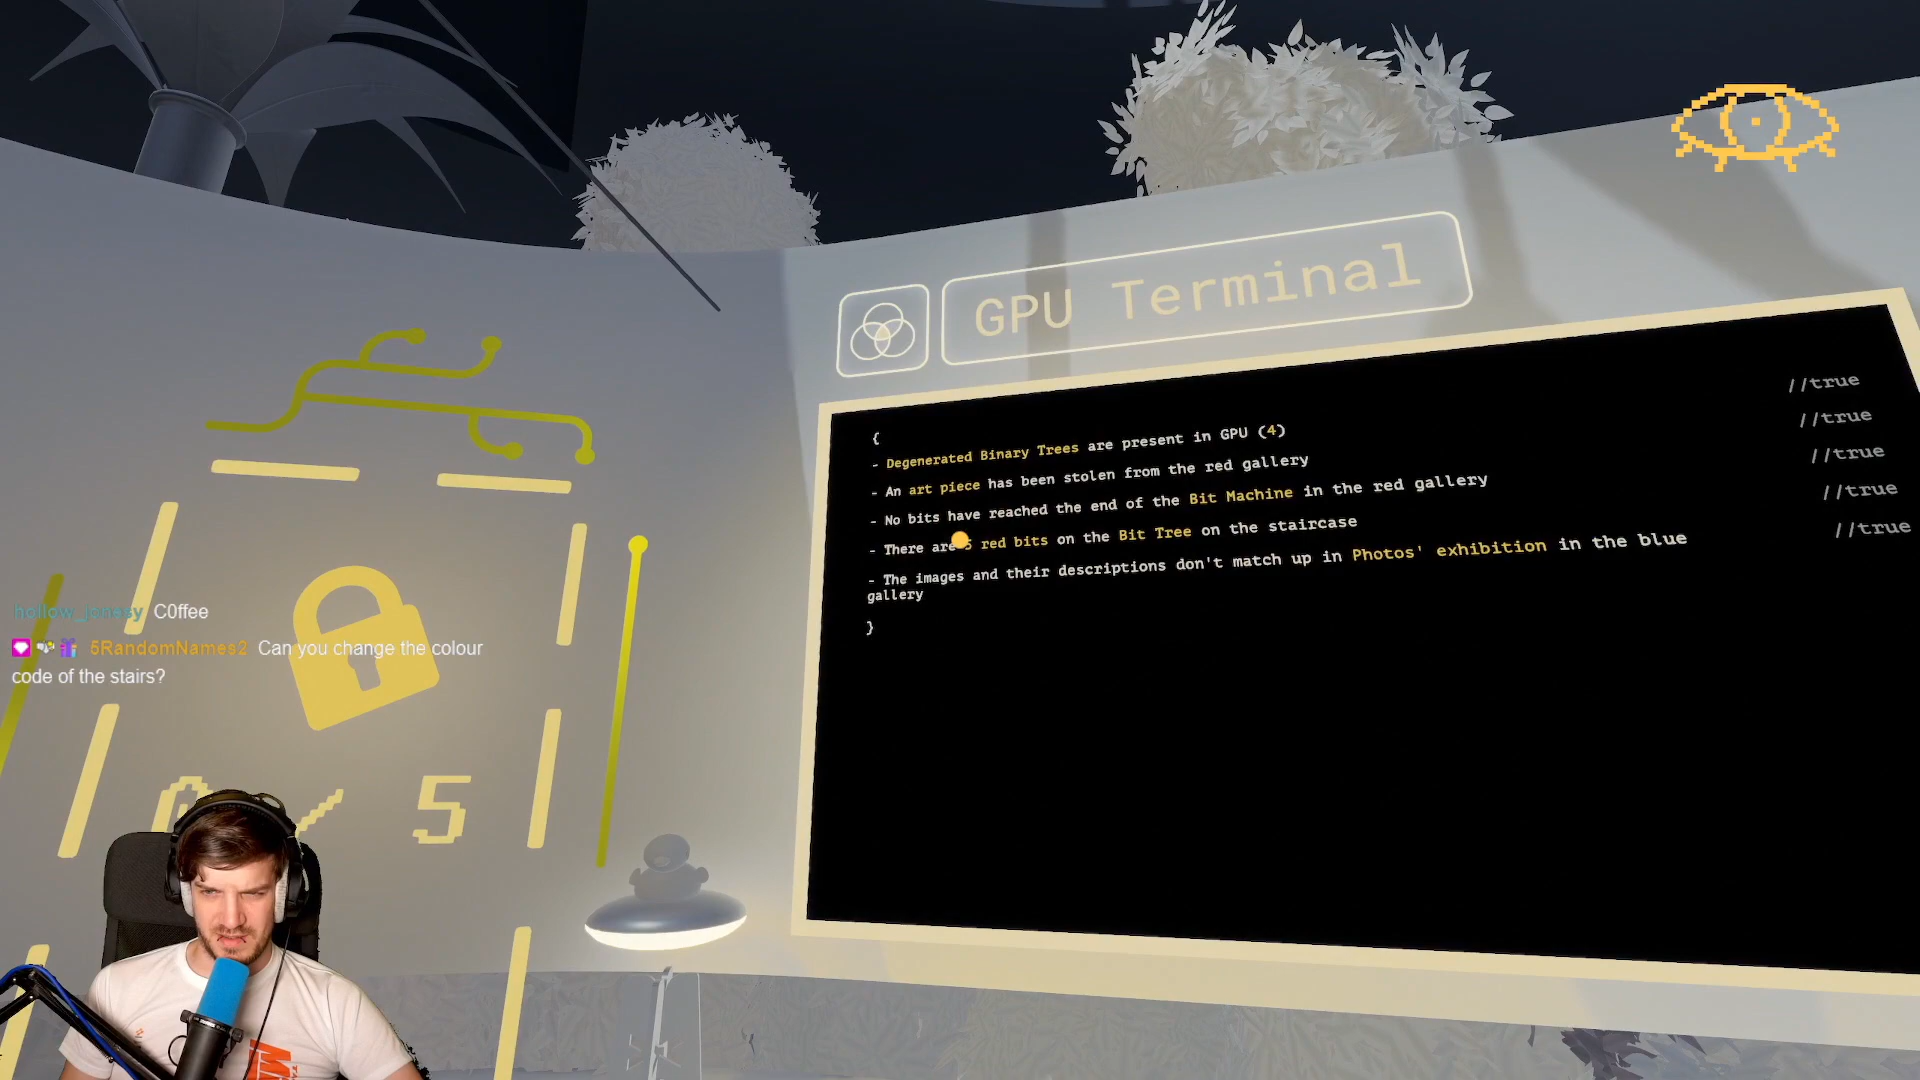 GPU Terminal
{
- Degenerated Binary Trees are present in GPU (4) //true
- An art piece has been stolen from the red gallery //true
- No bits have reached the end of the Bit Machine in the red gallery //true
- There are 5 red bits on the Bit Tree on the staircase //true
- The images and their descriptions don't match up in Photos' exhibition in the blue //true
gallery
}
hollow_jonesy C0ffee
5RandomNames2 Can you change the colour
code of the stairs?
0/5